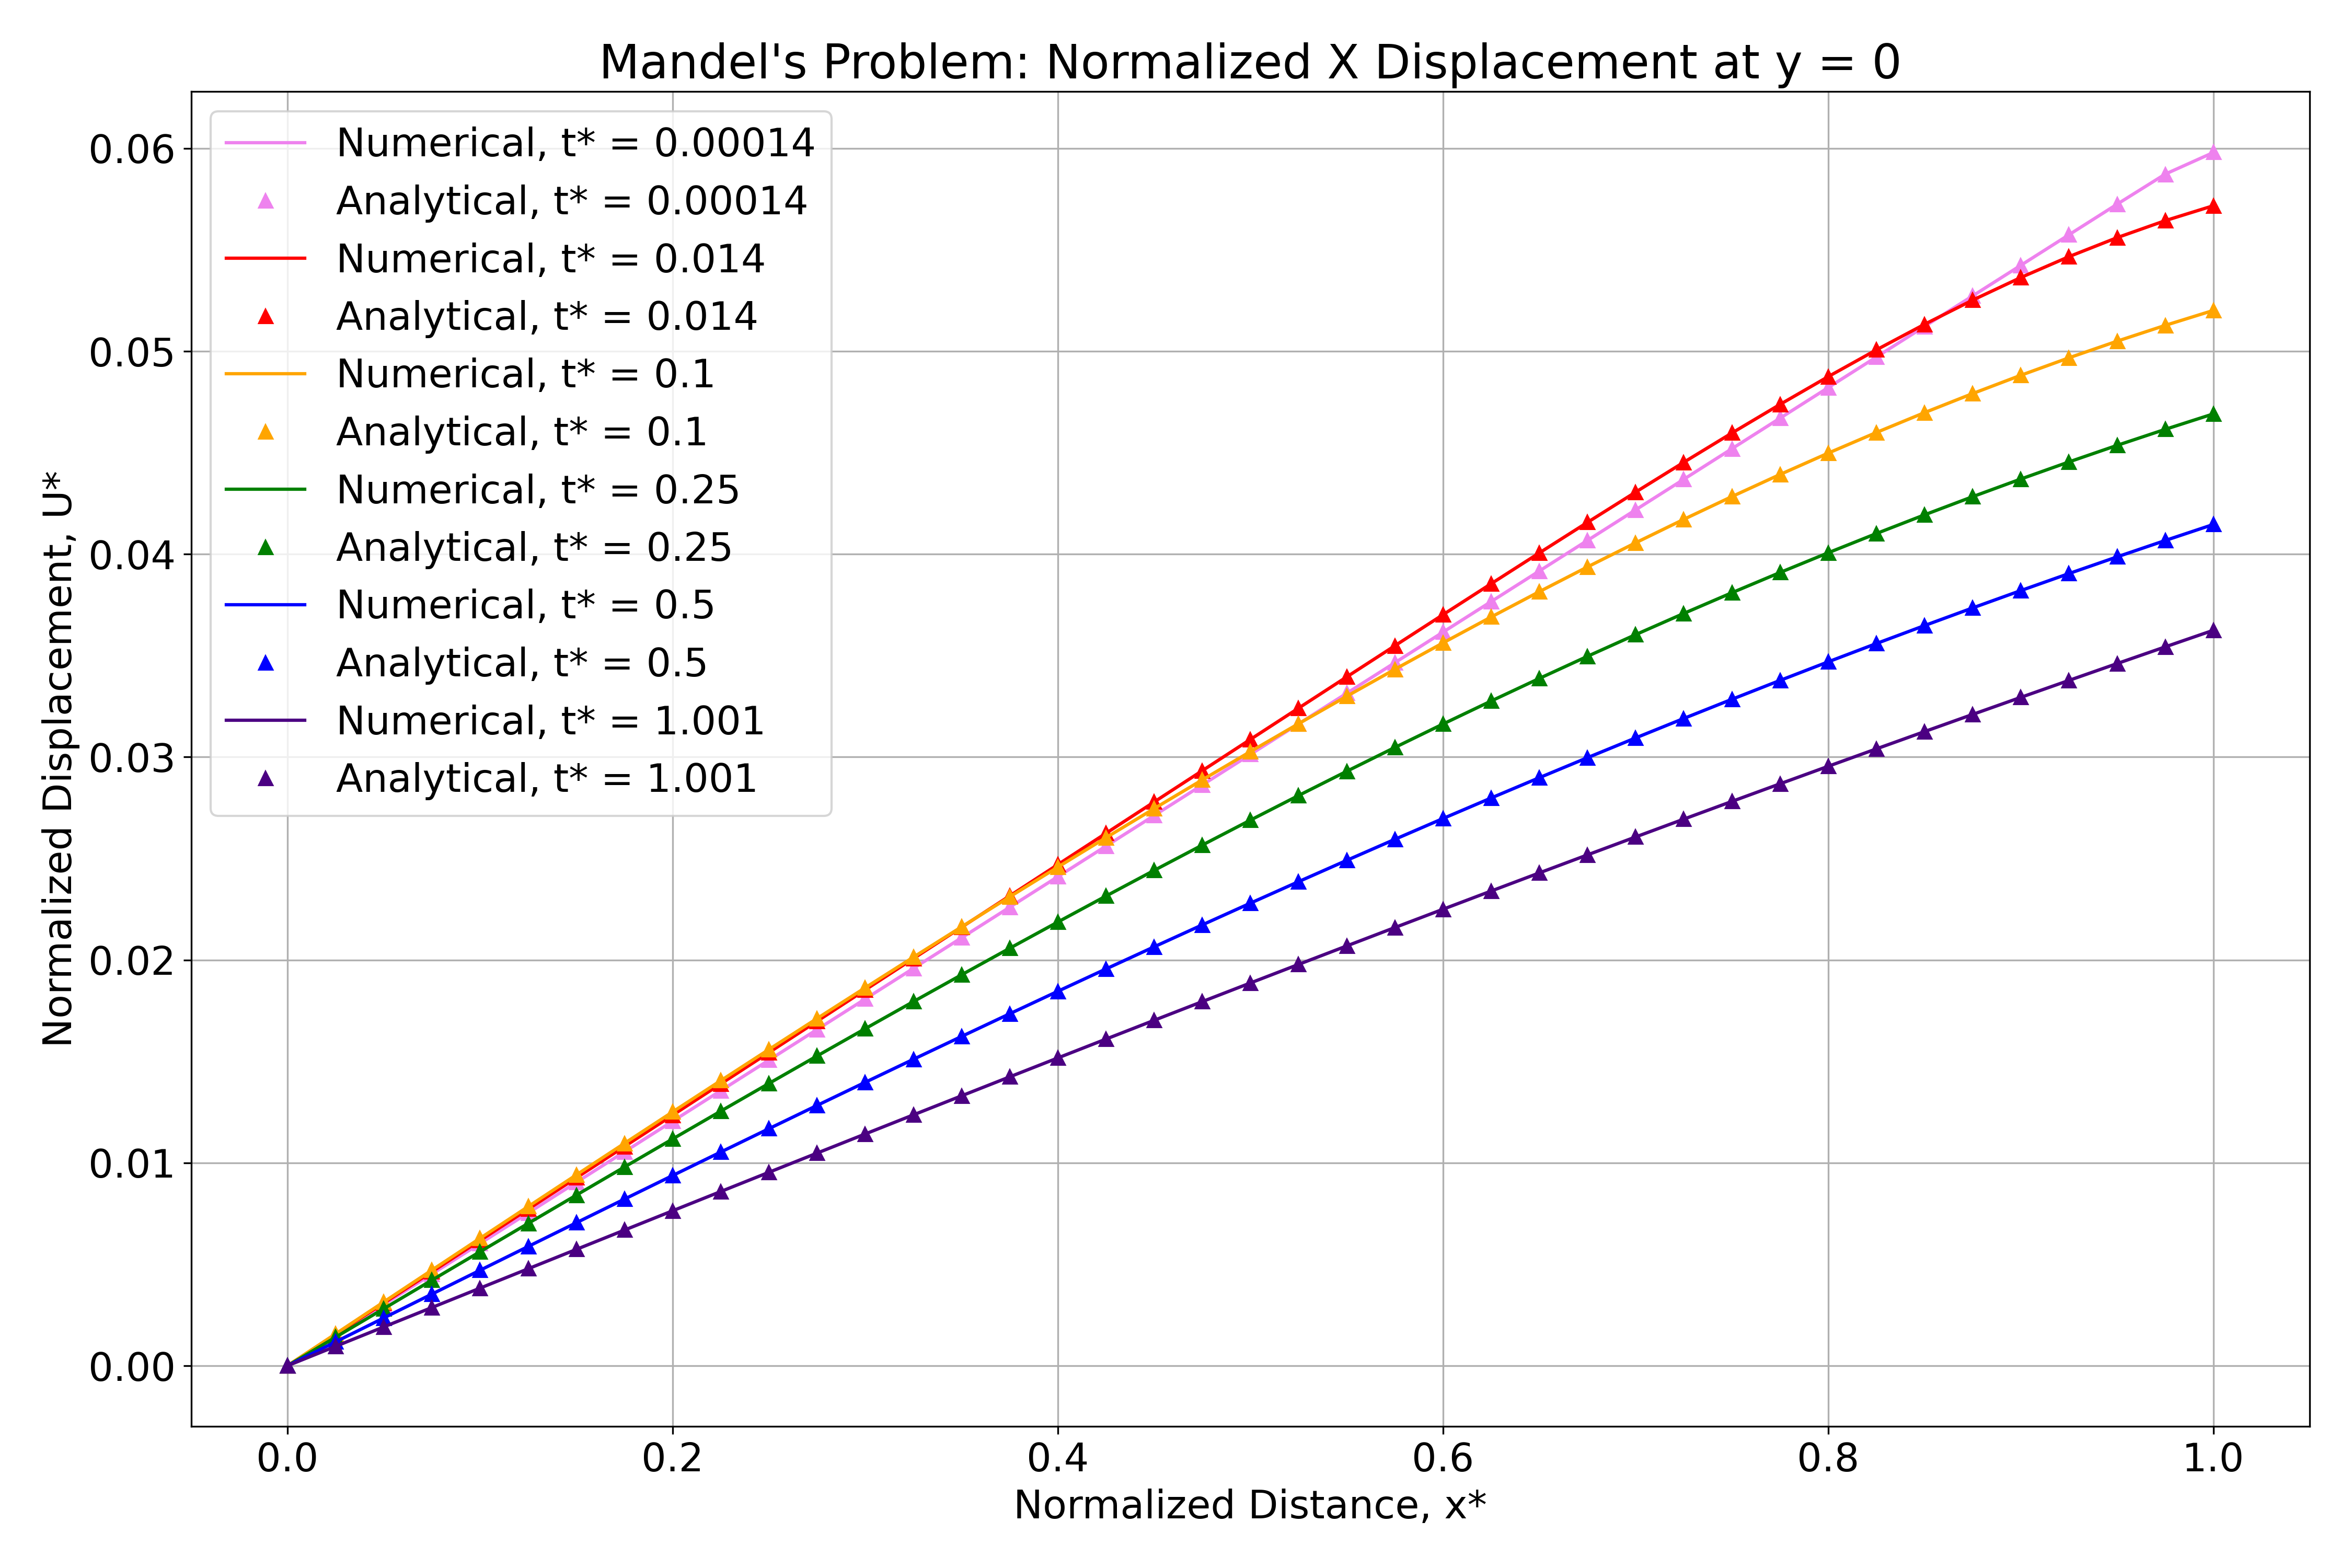 Mandel's Problem: Normalized X Displacement at y = 0
Numerical, t* = 0.00014
Analytical, t* = 0.00014
Numerical, t* = 0.014
Analytical, t* = 0.014
Numerical, t* = 0.1
Analytical, t* = 0.1
Numerical, t* = 0.25
Analytical, t* = 0.25
Numerical, t* = 0.5
Analytical, t* = 0.5
Numerical, t* = 1.001
Analytical, t* = 1.001
Normalized Displacement, U*
0.06
0.05
0.04
0.03
0.02
0.01
0.00
0.0 0.2 0.4 0.6 0.8 1.0
Normalized Distance, x*